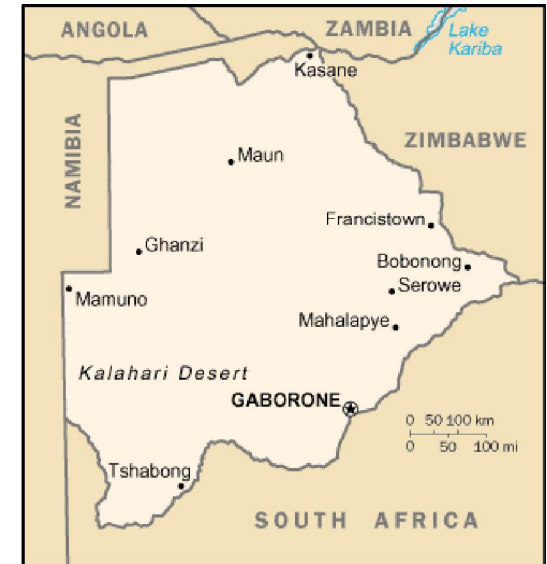 ANGOLA
ZAMBIA
Lake
Kariba
Kasane
NAMIBIA
ZIMBABWE
Maun
Francistown
Ghanzi
Bobonong
Serowe
Mamuno
Mahalapye
Kalahari Desert
GABORONE
0 50 100 km
0 50 100 mi
Tshabong
SOUTH AFRICA